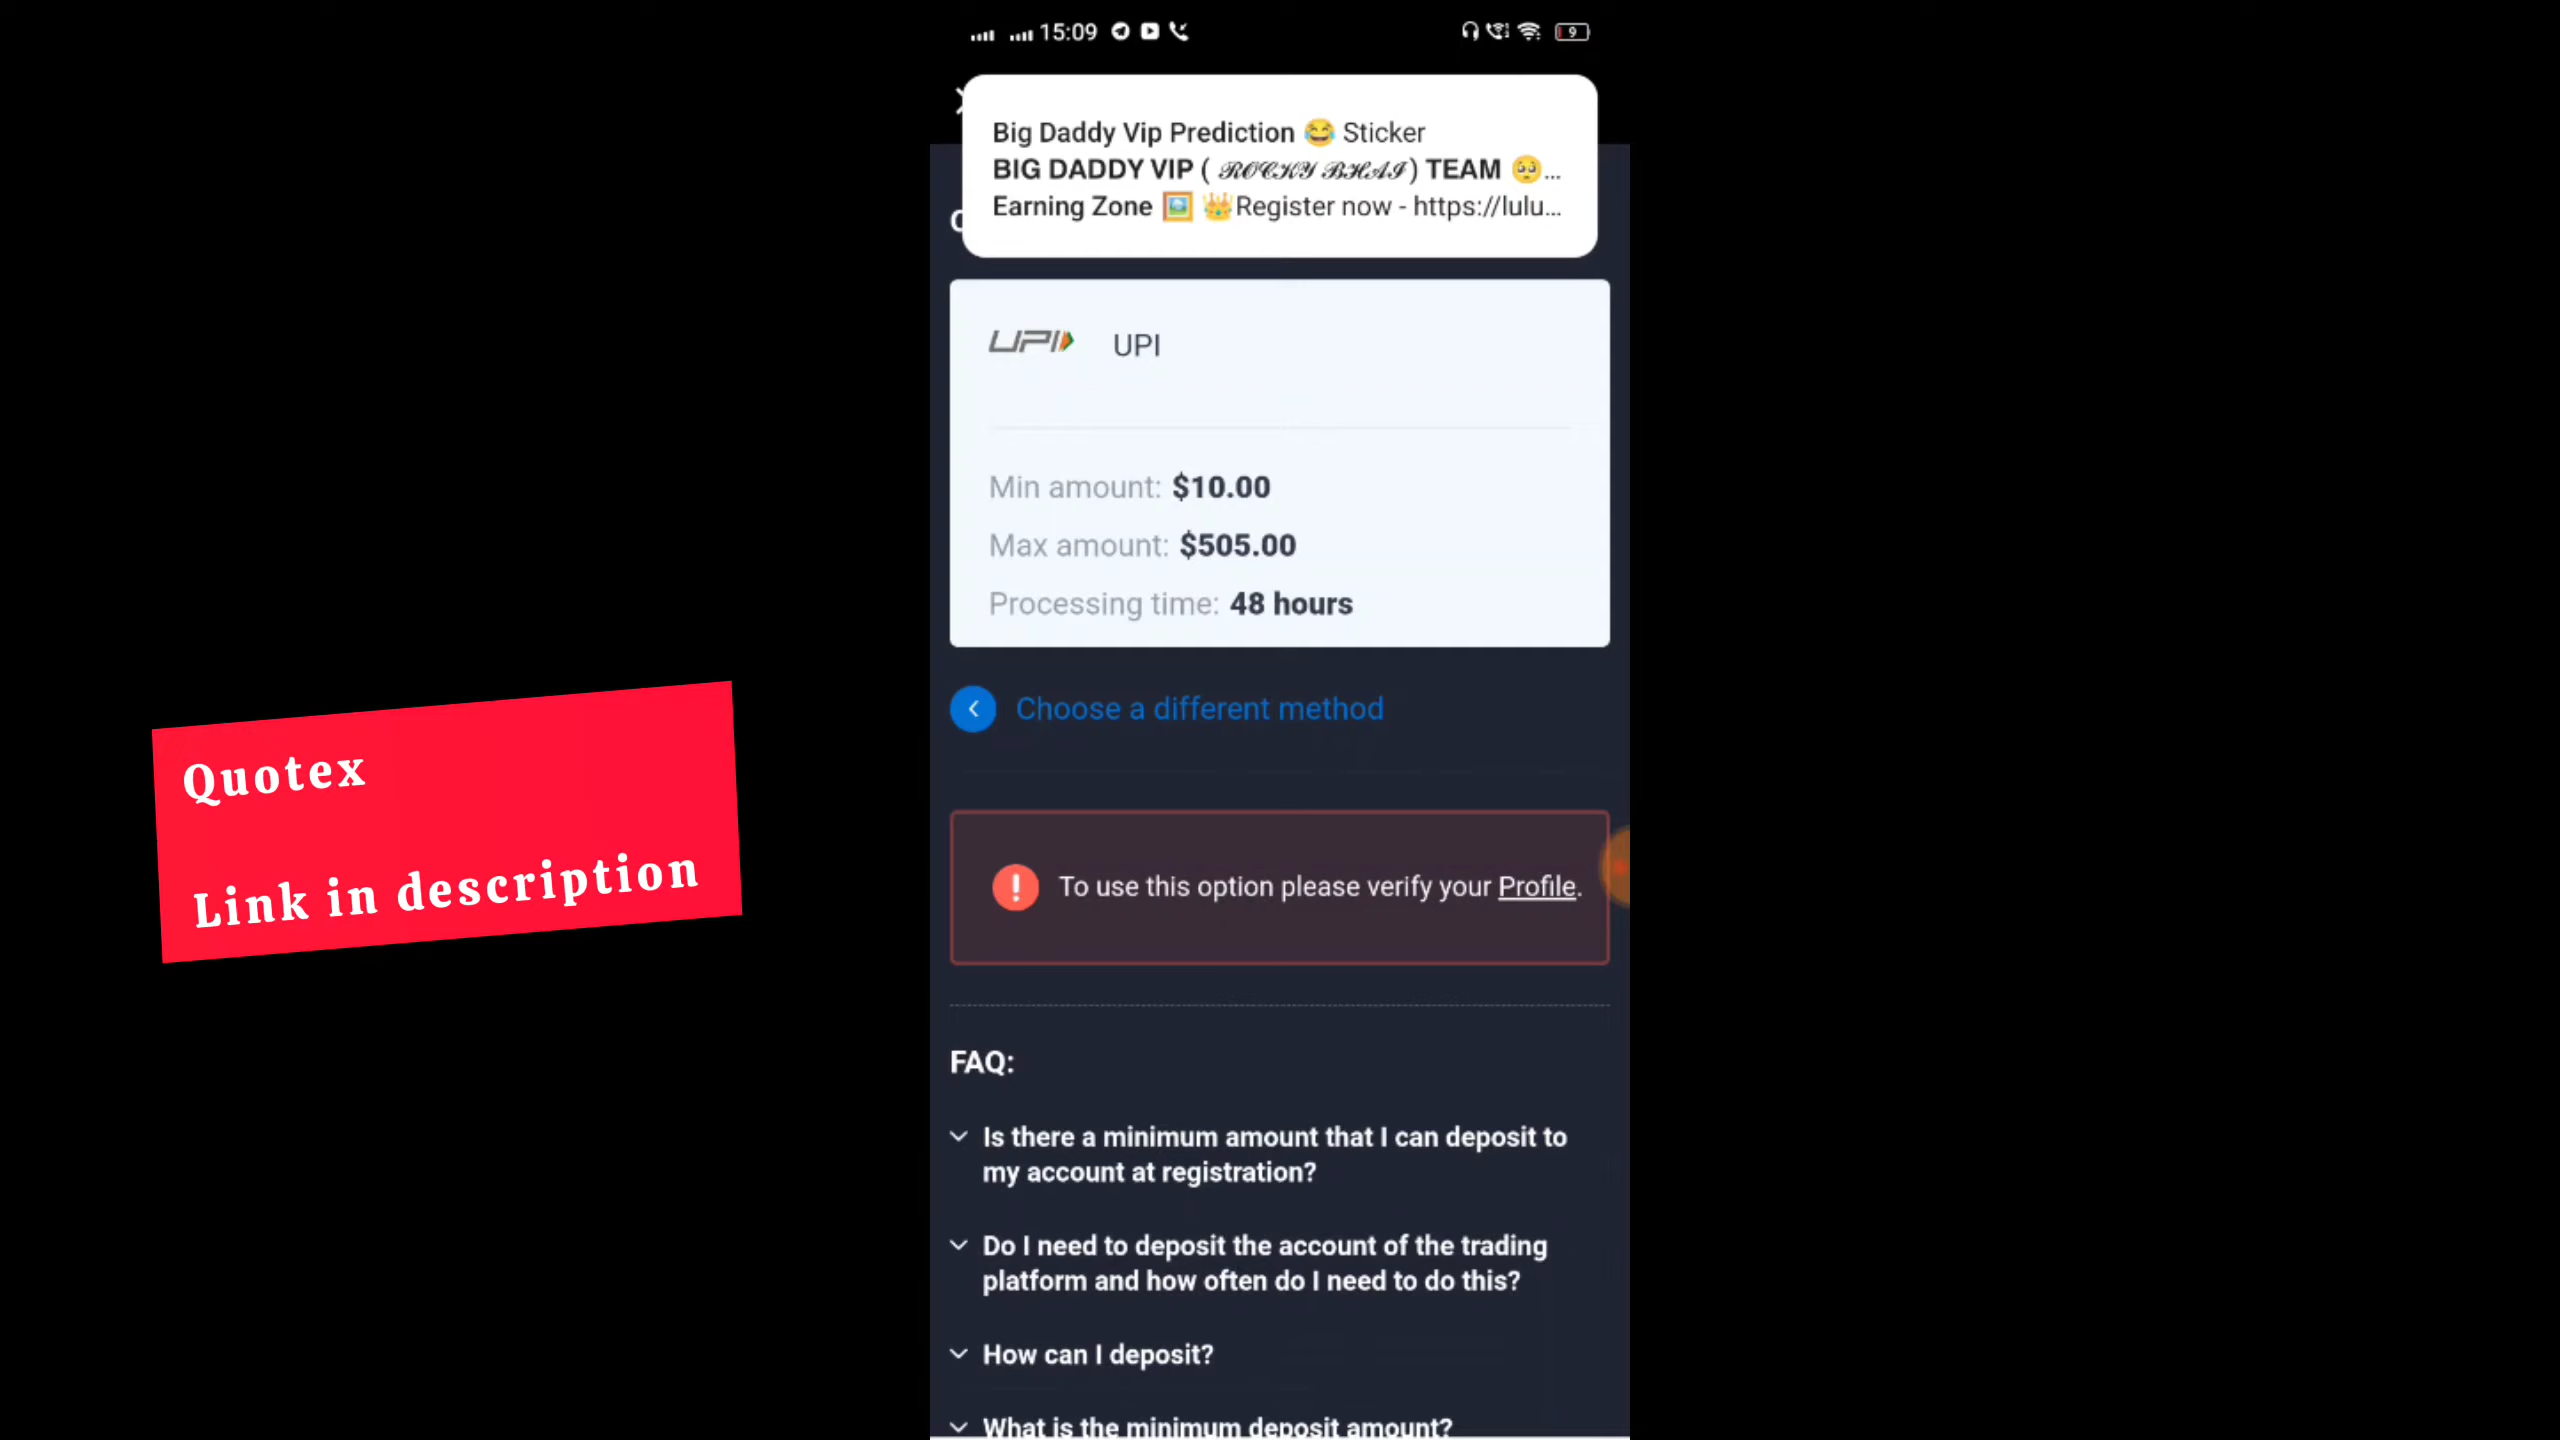 15:09
9
Big Daddy Vip Prediction 😂 Sticker
BIG DADDY VIP ( 𝓡𝓞𝓒𝓚𝓨 𝓑𝓗𝓐𝓘 ) TEAM 🥺...
Earning Zone 🖼️ 👑Register now - https://lulu...
UPI UPI
Min amount: $10.00
Max amount: $505.00
Processing time: 48 hours
Choose a different method
To use this option please verify your Profile.
FAQ:
Is there a minimum amount that I can deposit to
my account at registration?
Do I need to deposit the account of the trading
platform and how often do I need to do this?
How can I deposit?
What is the minimum deposit amount?
Quotex
Link in description